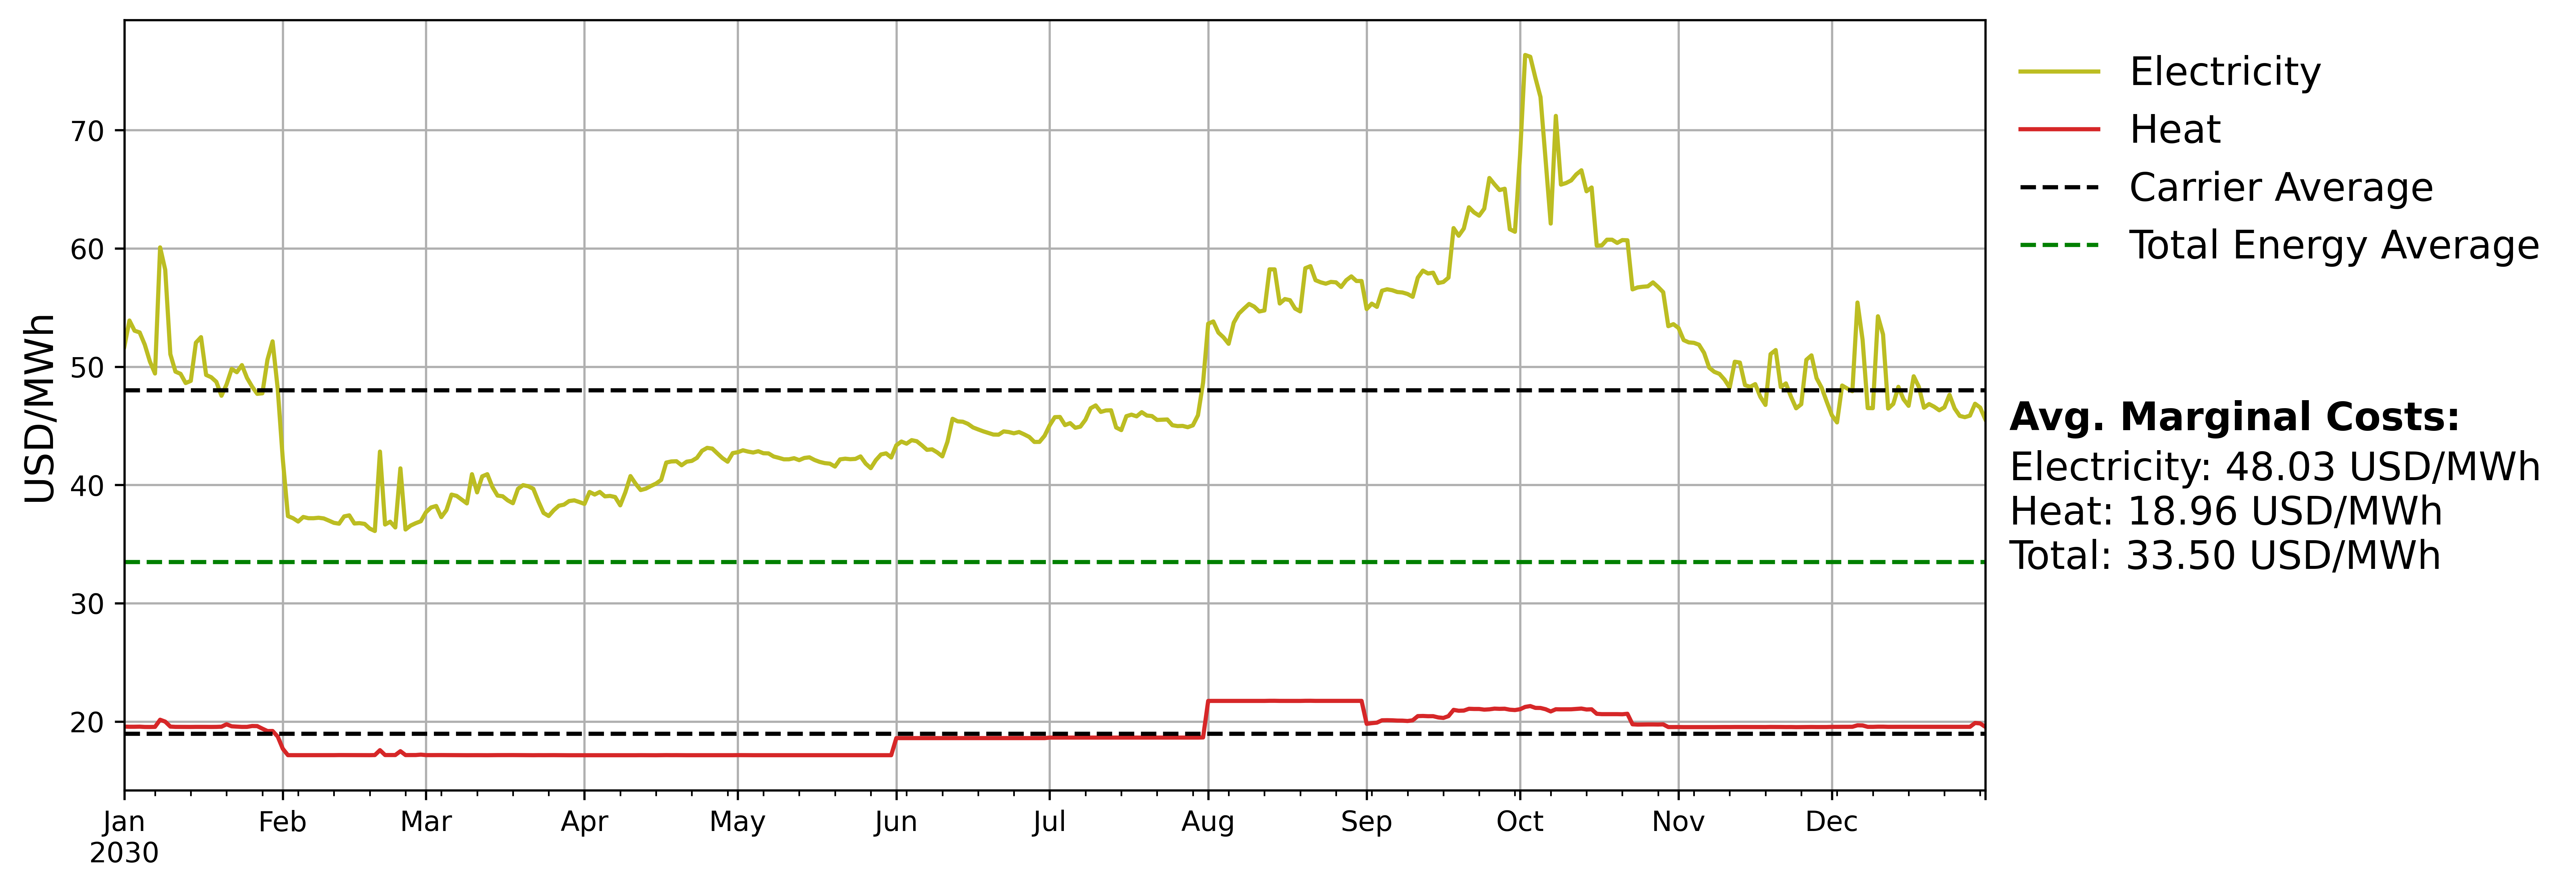 USD/MWh
70
60
50
40
30
20
Jan Feb Mar Apr May Jun Jul Aug Sep Oct Nov Dec
2030
Electricity
Heat
Carrier Average
Total Energy Average
Avg. Marginal Costs:
Electricity: 48.03 USD/MWh
Heat: 18.96 USD/MWh
Total: 33.50 USD/MWh